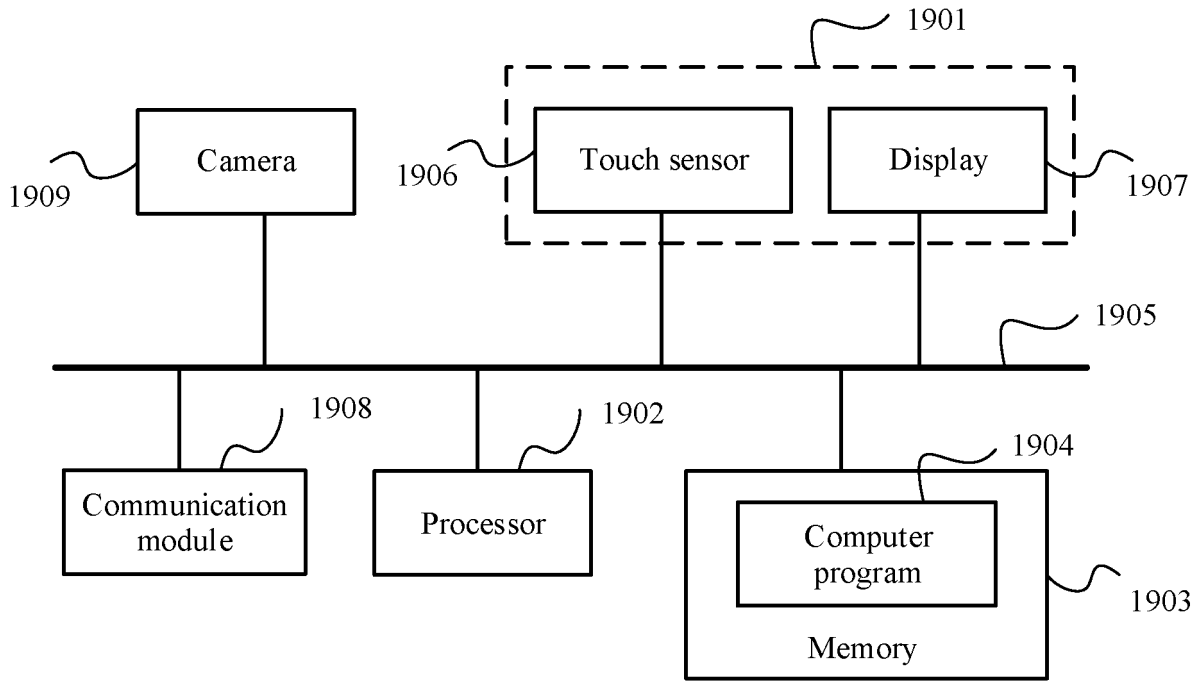 1901
Camera
Touch sensor
Display
1909
1906
1907
1905
1908
1902
1904
Communication
module
Processor
Computer
program
1903
Memory